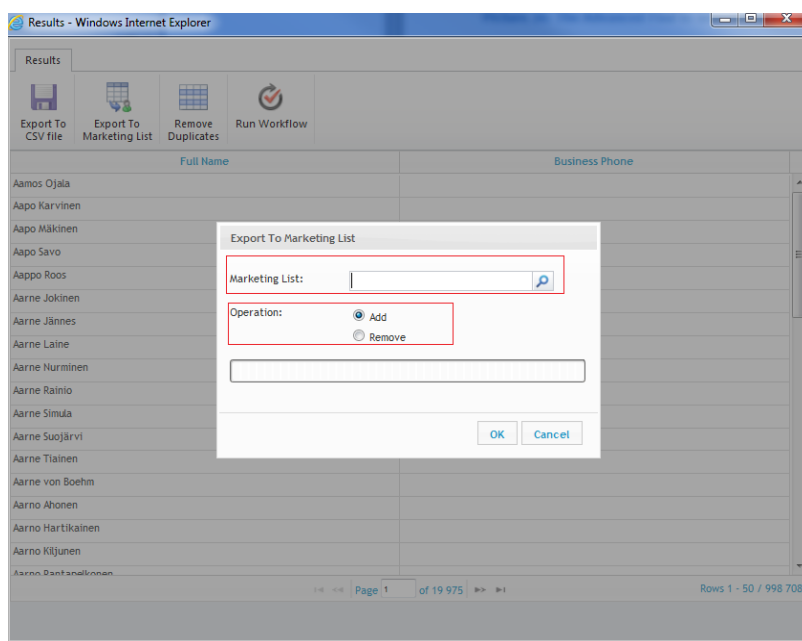 Results - Windows Internet Explorer
Results
Export To CSV file
Export To Marketing List
Remove Duplicates
Run Workflow
Full Name Business Phone
Aamos Ojala
Aapo Karvinen
Aapo Mäkinen
Aapo Savo
Aappo Roos
Aarne Jokinen
Aarne Jännes
Aarne Laine
Aarne Nurminen
Aarne Rainio
Aarne Simula
Aarne Suojärvi
Aarne Tiainen
Aarne von Boehm
Aarno Ahonen
Aarno Hartikainen
Aarno Kiljunen
Aarno Rantapelkonen
Export To Marketing List
Marketing List:
Operation: Add
Remove
OK Cancel
Page 1 of 19 975 Rows 1 - 50 / 998 708